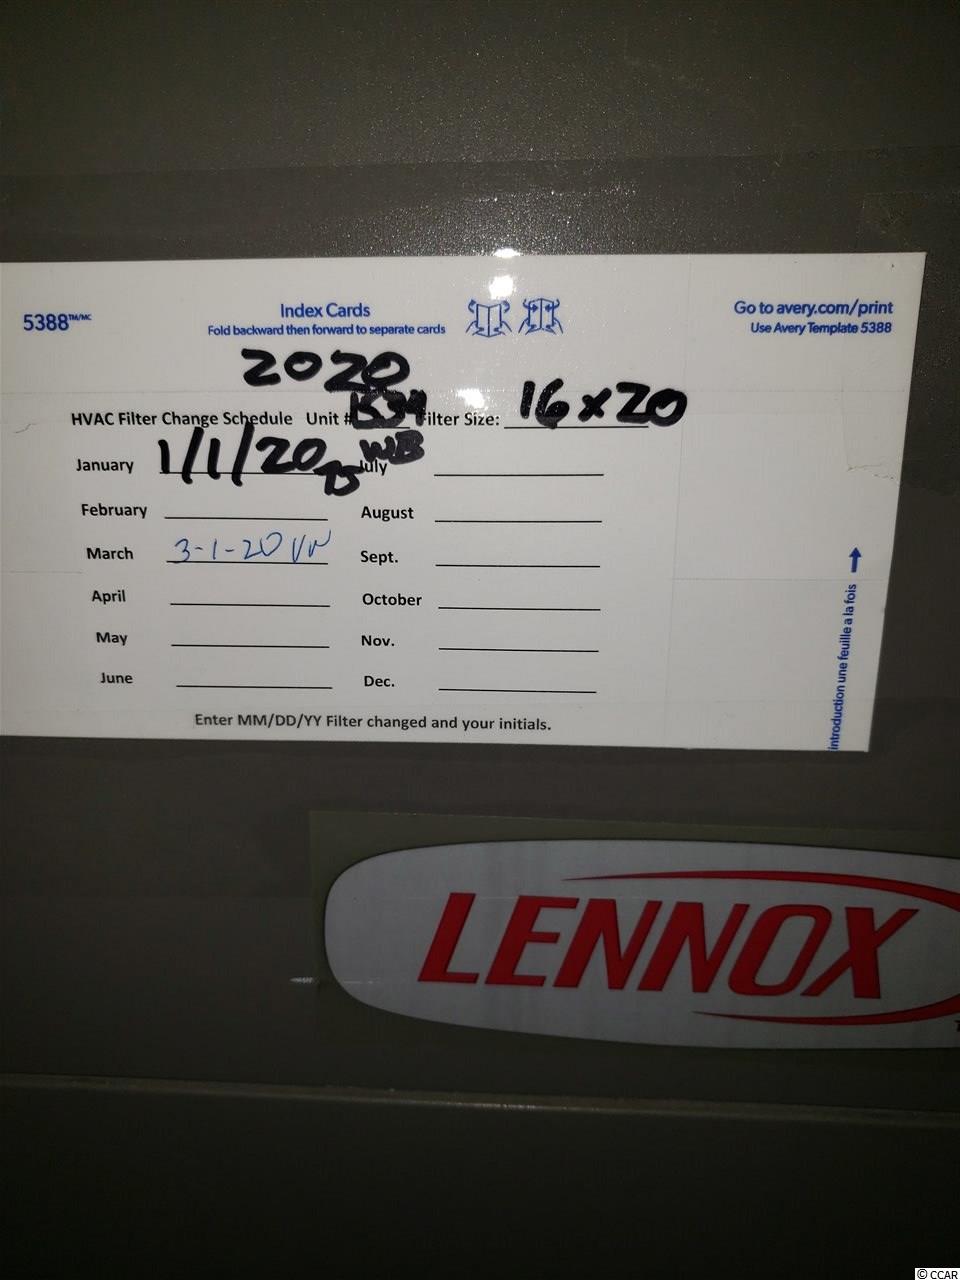 5388™/MC
Index Cards
Fold backward then forward to separate cards
Go to avery.com/print
Use Avery Template 5388
2020
HVAC Filter Change Schedule Unit # 1534 Filter Size: 16x20
WB
January 1/1/20 July
February August
March 3-1-20 Sept.
April October
May Nov.
June Dec.
Enter MM/DD/YY Filter changed and your initials.
introduction une feuille a la fois
LENNOX
© CCAR